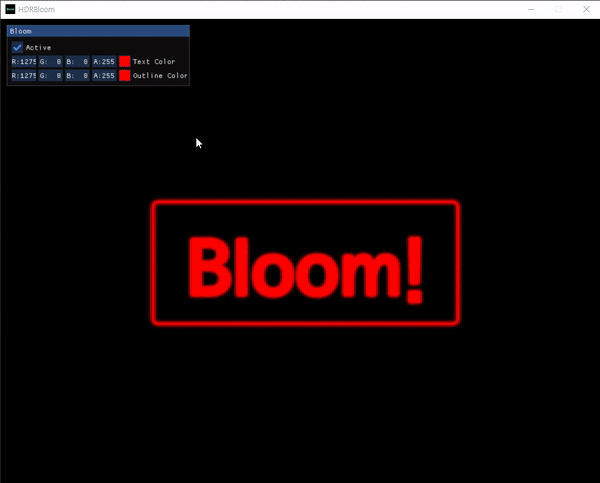 HDRBloom
Bloom
Active
R:1275 G: 0 B: 0 A:255 Text Color
R:1275 G: 0 B: 0 A:255 Outline Color
Bloom!